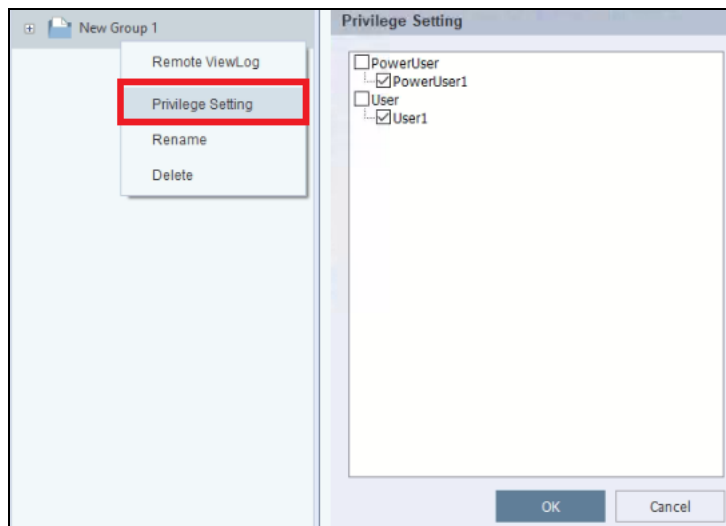 New Group 1
Remote ViewLog
Privilege Setting
Rename
Delete
Privilege Setting
PowerUser
PowerUser1
User
User1
OK
Cancel